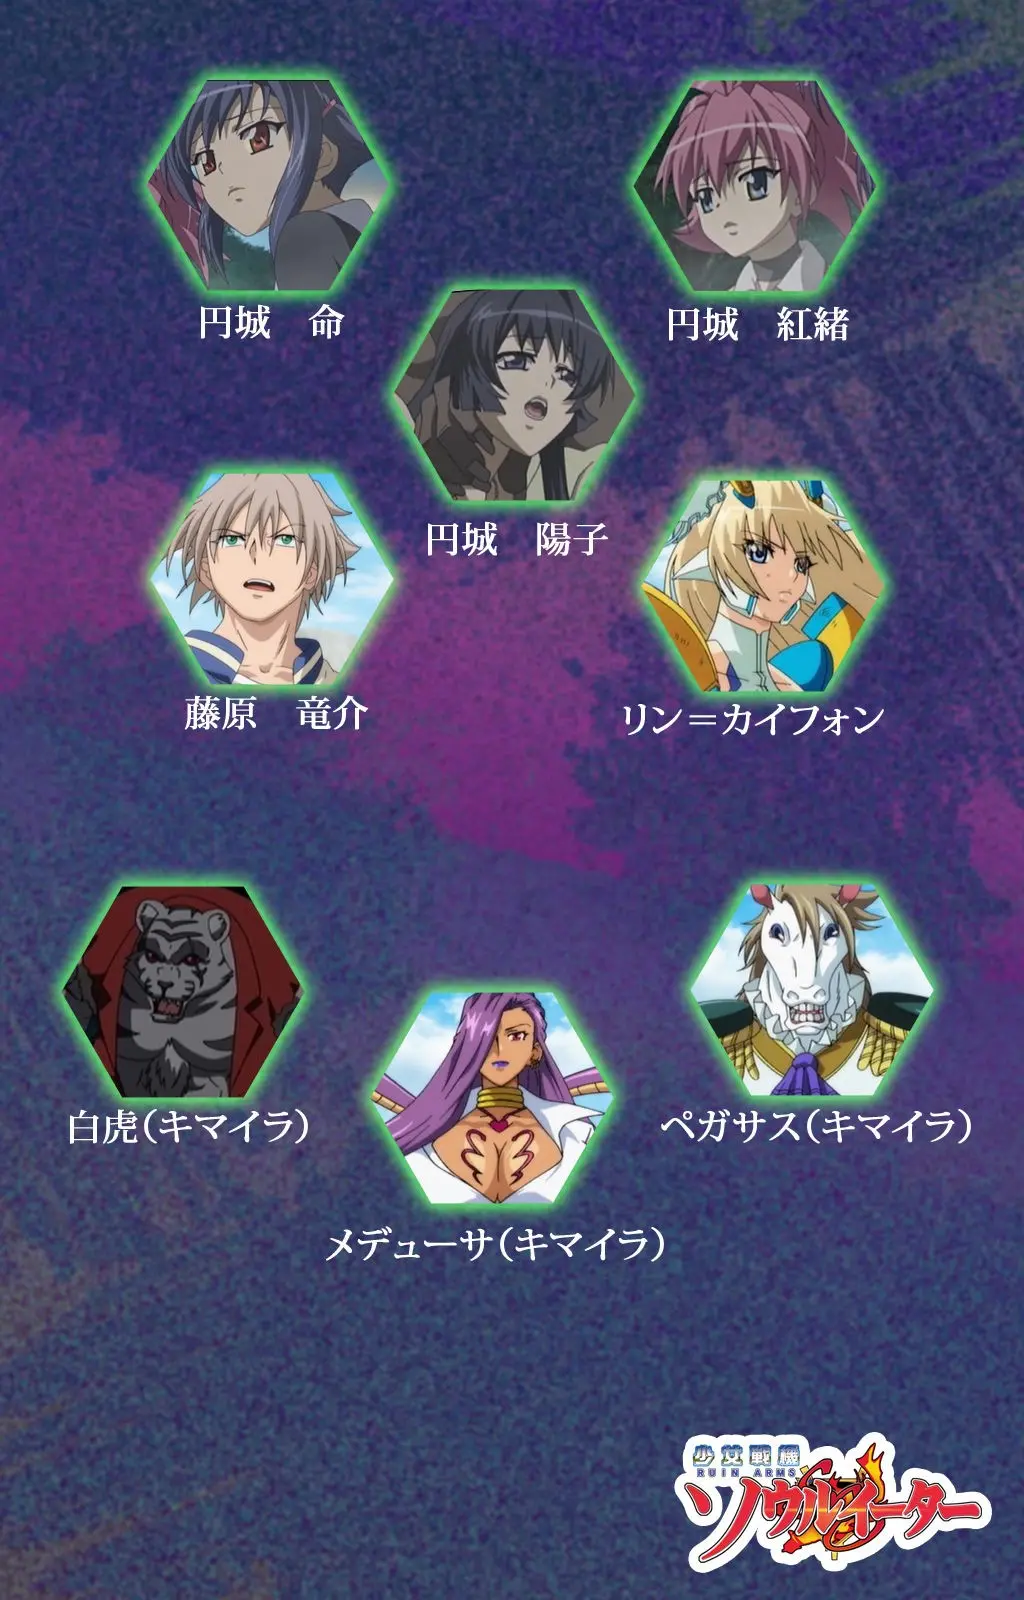 円城　命
円城　紅緒
円城　陽子
藤原　竜介
リン＝カイフォン
白虎（キマイラ）
ペガサス（キマイラ）
メデューサ（キマイラ）
少女戦機
RUIN ARMS
ソウルイーター